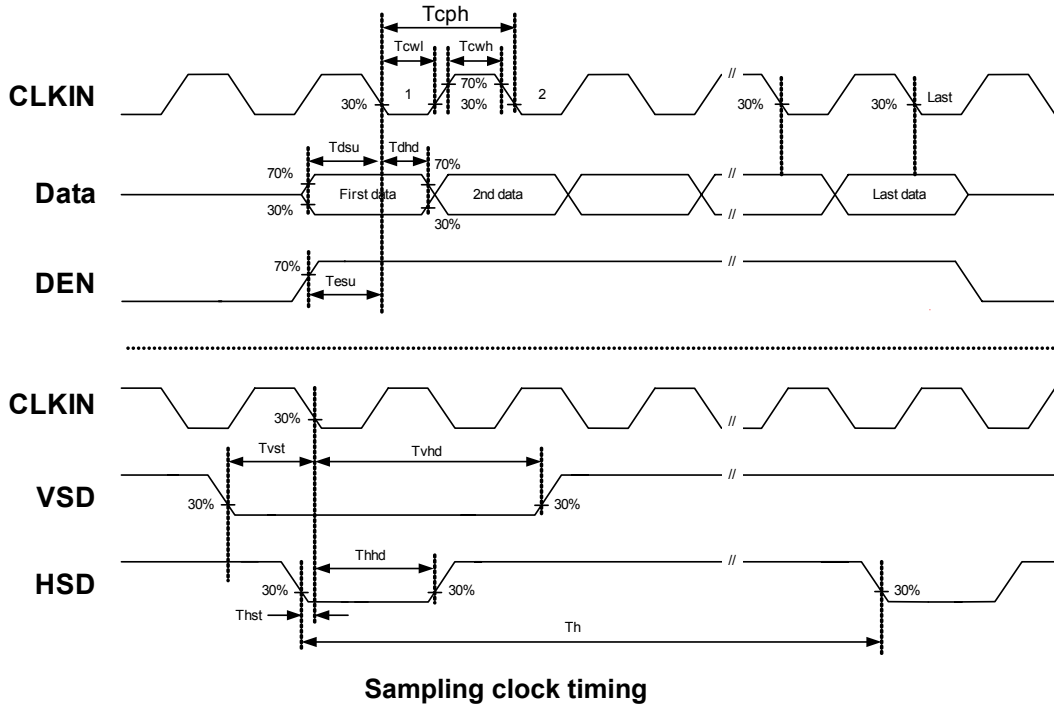 Tcph
Tcwl Tcwh
CLKIN
30% 1 70% 30% 2 // 30% 30% Last
Tdsu Tdhd
Data
70% 30% First data 70% 30% 2nd data // // Last data
DEN
70% Tesu //
CLKIN
30% //
Tvst Tvhd
VSD
30% 30% //
Thhd
HSD
30% 30% // 30%
Thst
Th
Sampling clock timing